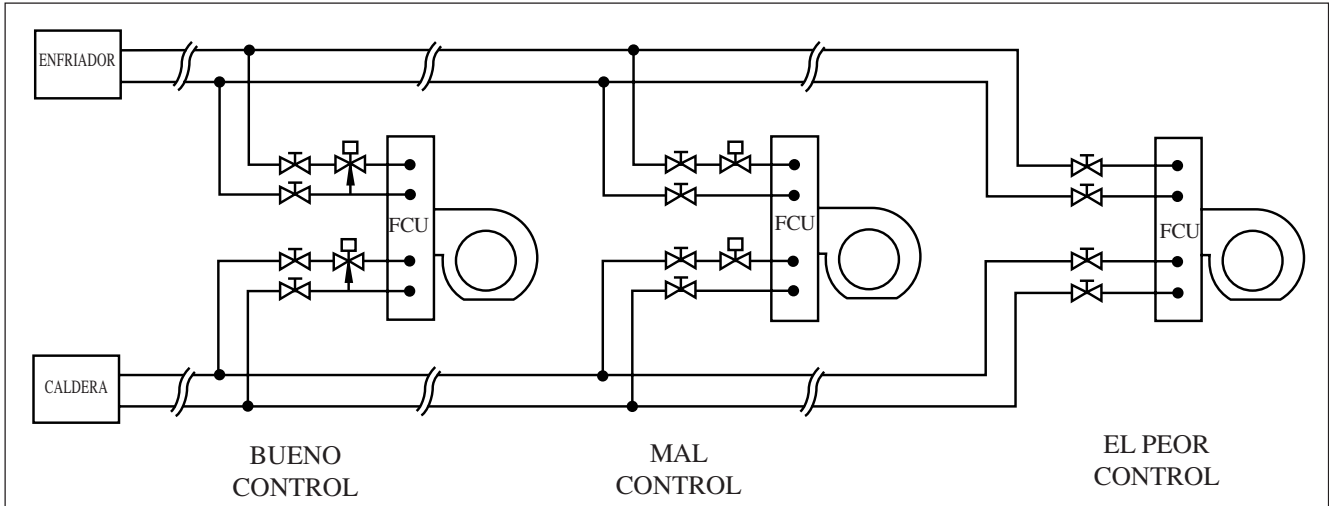 ENFRIADOR
FCU
FCU
FCU
CALDERA
BUENO
CONTROL
MAL
CONTROL
EL PEOR
CONTROL